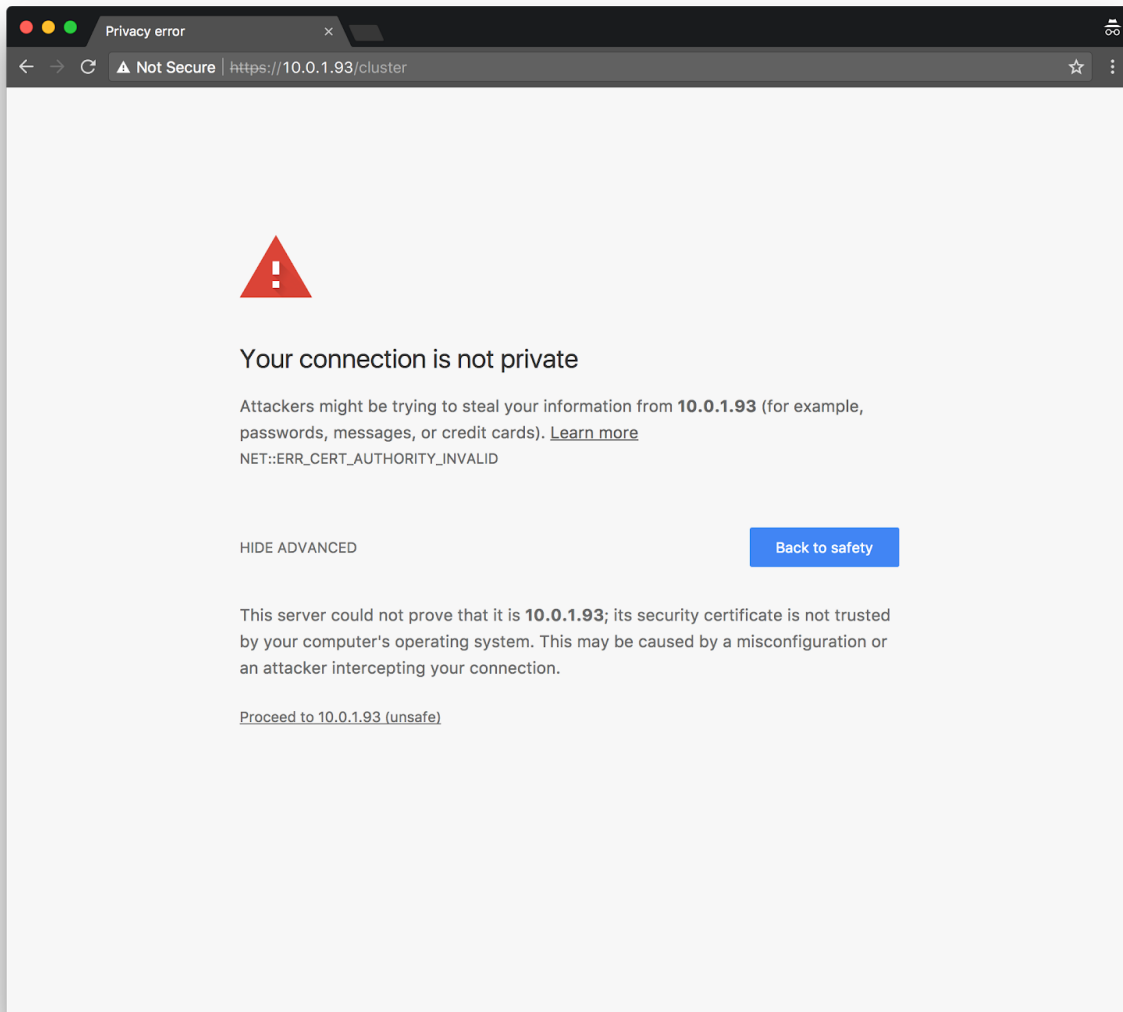 Privacy error
Not Secure | https://10.0.1.93/cluster
Your connection is not private
Attackers might be trying to steal your information from 10.0.1.93 (for example,
passwords, messages, or credit cards). Learn more
NET::ERR_CERT_AUTHORITY_INVALID
HIDE ADVANCED
Back to safety
This server could not prove that it is 10.0.1.93; its security certificate is not trusted
by your computer's operating system. This may be caused by a misconfiguration or
an attacker intercepting your connection.
Proceed to 10.0.1.93 (unsafe)